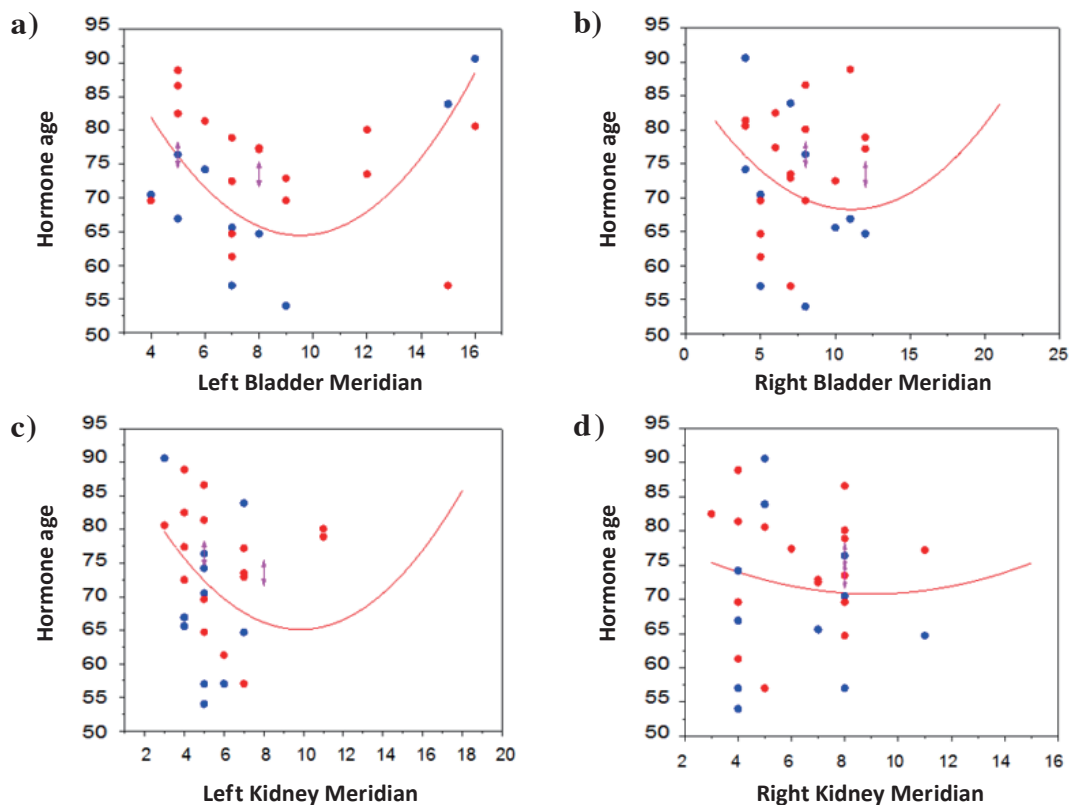 a)
95
90
85
80
75
70
65
60
55
50
Hormone age
4 6 8 10 12 14 16
Left Bladder Meridian
b)
95
90
85
80
75
70
65
60
55
50
Hormone age
0 5 10 15 20 25
Right Bladder Meridian
c)
95
90
85
80
75
70
65
60
55
50
Hormone age
2 4 6 8 10 12 14 16 18 20
Left Kidney Meridian
d)
95
90
85
80
75
70
65
60
55
50
Hormone age
2 4 6 8 10 12 14 16
Right Kidney Meridian